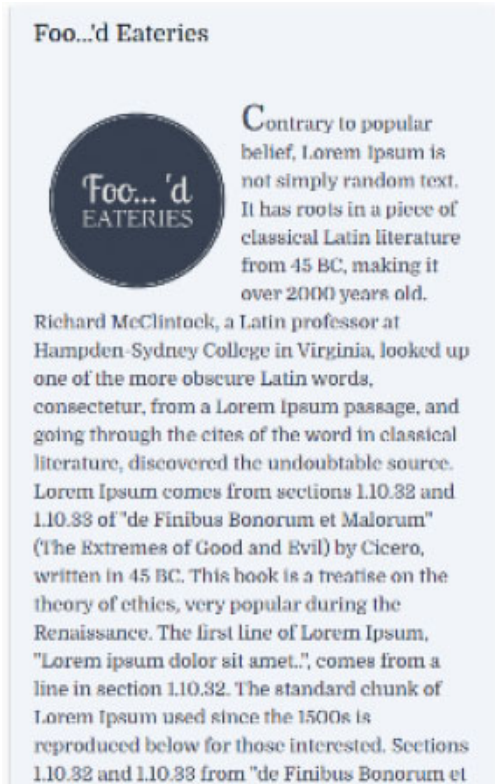 Foo...'d Eateries
Foo... 'd
EATERIES
Contrary to popular
belief, Lorem Ipsum is
not simply random text.
It has roots in a piece of
classical Latin literature
from 45 BC, making it
over 2000 years old.
Richard McClintock, a Latin professor at
Hampden-Sydney College in Virginia, looked up
one of the more obscure Latin words,
consectetur, from a Lorem Ipsum passage, and
going through the cites of the word in classical
literature, discovered the undoubtable source.
Lorem Ipsum comes from sections 1.10.32 and
1.10.33 of "de Finibus Bonorum et Malorum"
(The Extremes of Good and Evil) by Cicero,
written in 45 BC. This book is a treatise on the
theory of ethics, very popular during the
Renaissance. The first line of Lorem Ipsum,
"Lorem ipsum dolor sit amet..", comes from a
line in section 1.10.32. The standard chunk of
Lorem Ipsum used since the 1500s is
reproduced below for those interested. Sections
1.10.32 and 1.10.33 from "de Finibus Bonorum et